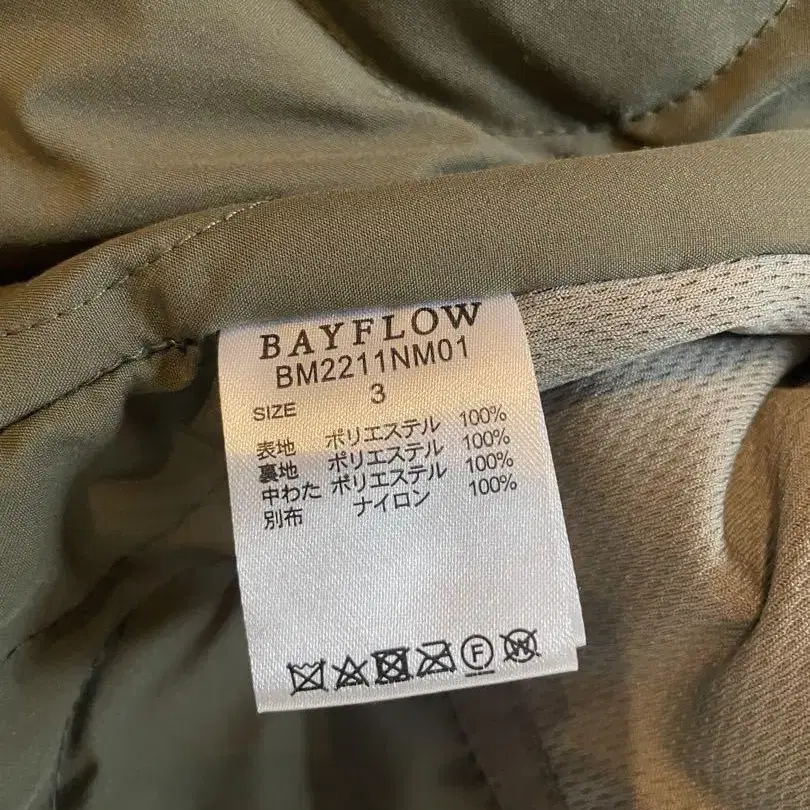 BAYFLOW
BM2211NM01
SIZE 3
表地 ポリエステル 100%
裏地 ポリエステル 100%
中わた ポリエステル 100%
別布 ナイロン 100%
F W